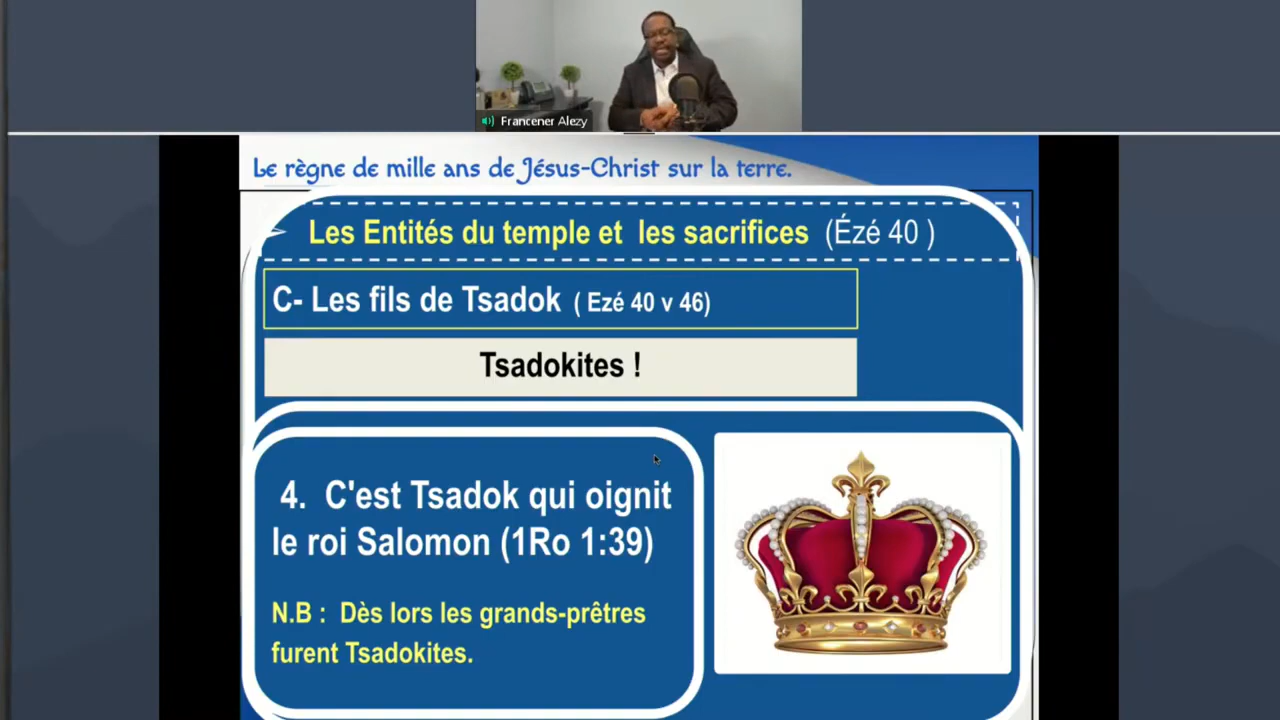 Francener Alezy
Le règne de mille ans de Jésus-Christ sur la terre.
Les Entités du temple et les sacrifices (Ézé 40 )
C- Les fils de Tsadok ( Ezé 40 v 46)
Tsadokites !
4. C'est Tsadok qui oignit
le roi Salomon (1Ro 1:39)
N.B : Dès lors les grands-prêtres
furent Tsadokites.